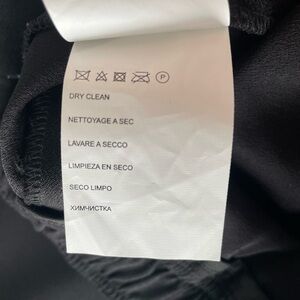 P
DRY CLEAN
NETTOYAGE A SEC
LAVARE A SECCO
LIMPIEZA EN SECO
SECO LIMPO
ХИМЧИСТКА